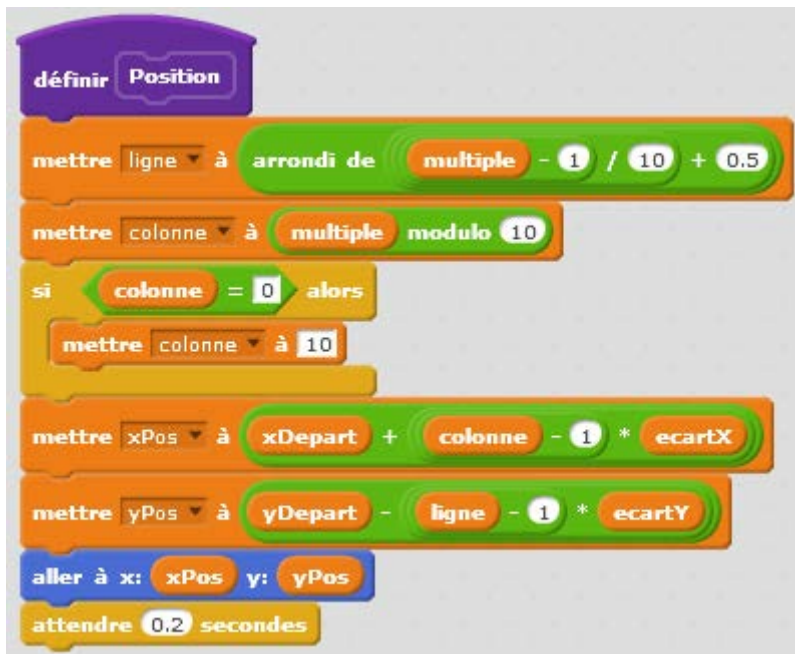 définir Position
mettre ligne à arrondi de multiple - 1 / 10 + 0.5
mettre colonne à multiple modulo 10
si colonne = 0 alors
mettre colonne à 10
mettre xPos à xDepart + colonne - 1 * ecartX
mettre yPos à yDepart - ligne - 1 * ecartY
aller à x: xPos y: yPos
attendre 0.2 secondes